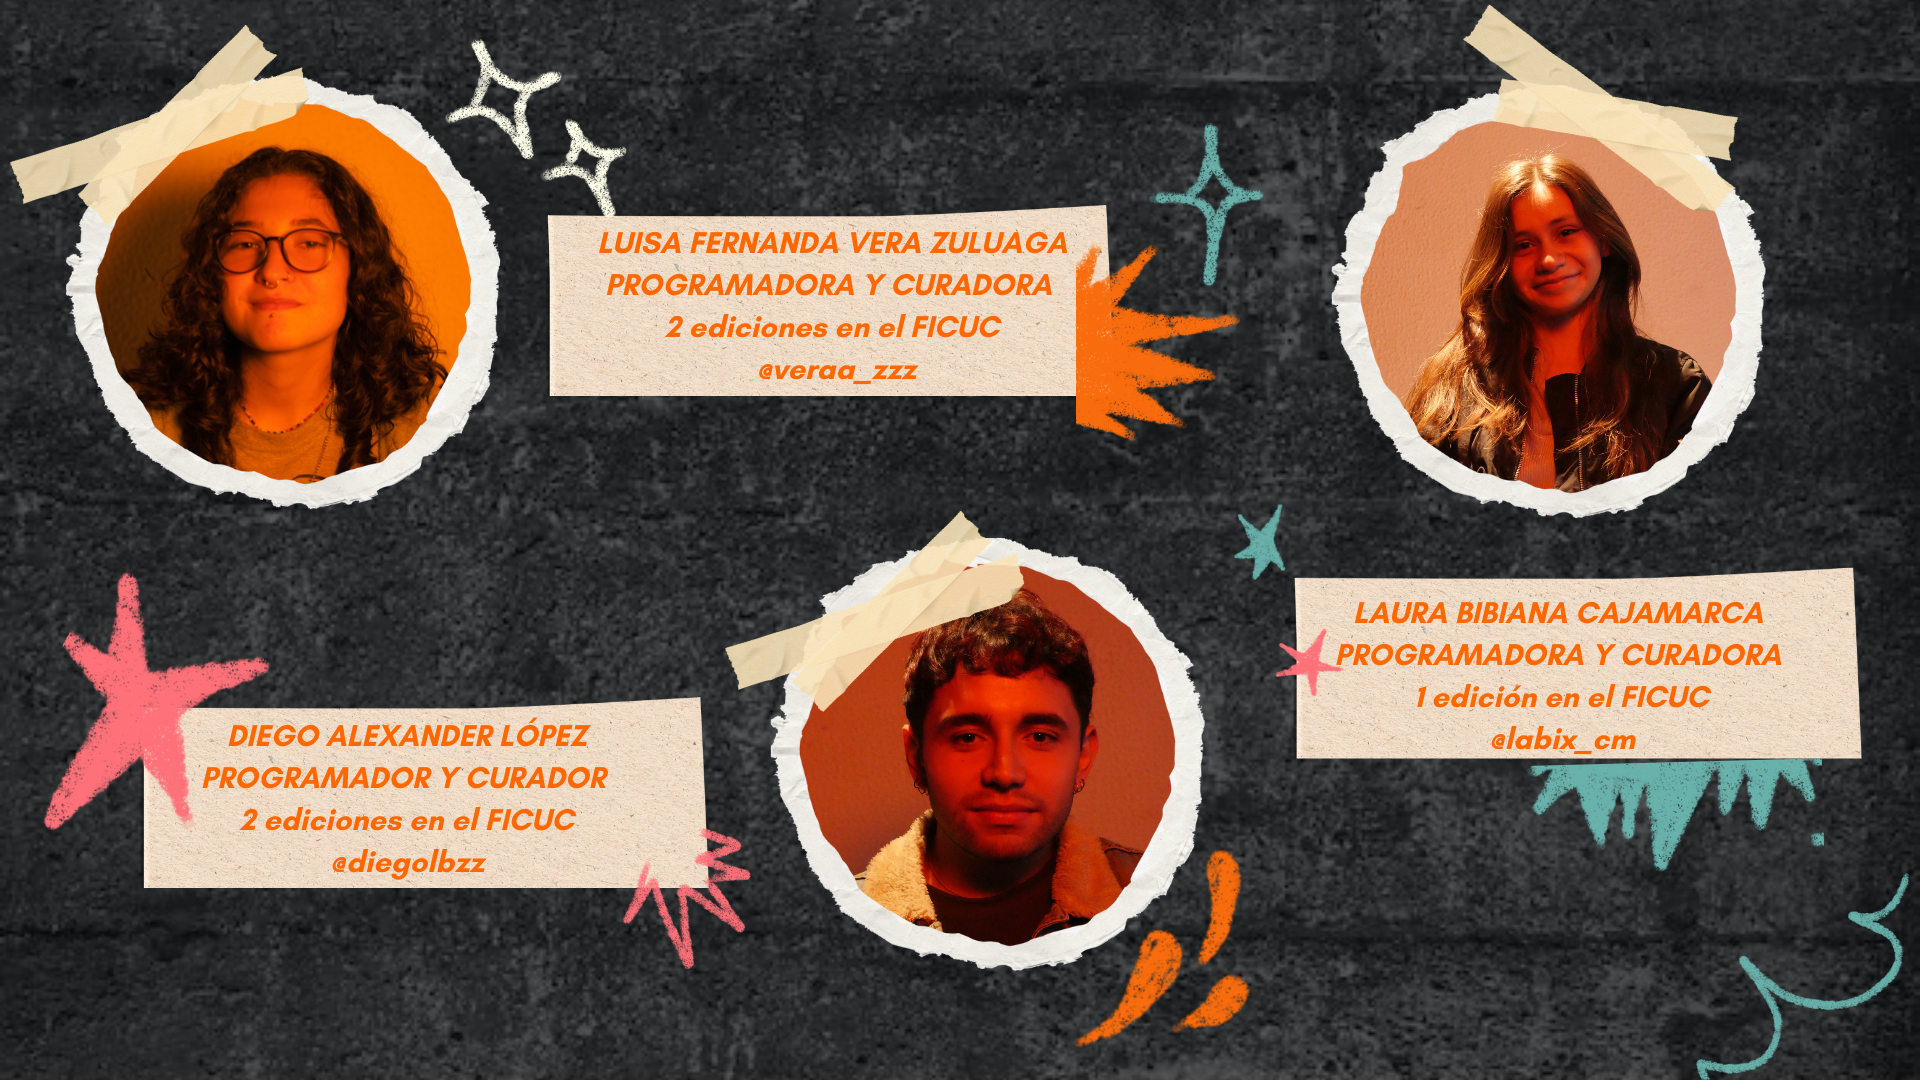 LUISA FERNANDA VERA ZULUAGA
PROGRAMADORA Y CURADORA
2 ediciones en el FICUC
@veraa_zzz
LAURA BIBIANA CAJAMARCA
PROGRAMADORA Y CURADORA
1 edición en el FICUC
@labix_cm
DIEGO ALEXANDER LÓPEZ
PROGRAMADOR Y CURADOR
2 ediciones en el FICUC
@diegolbzz